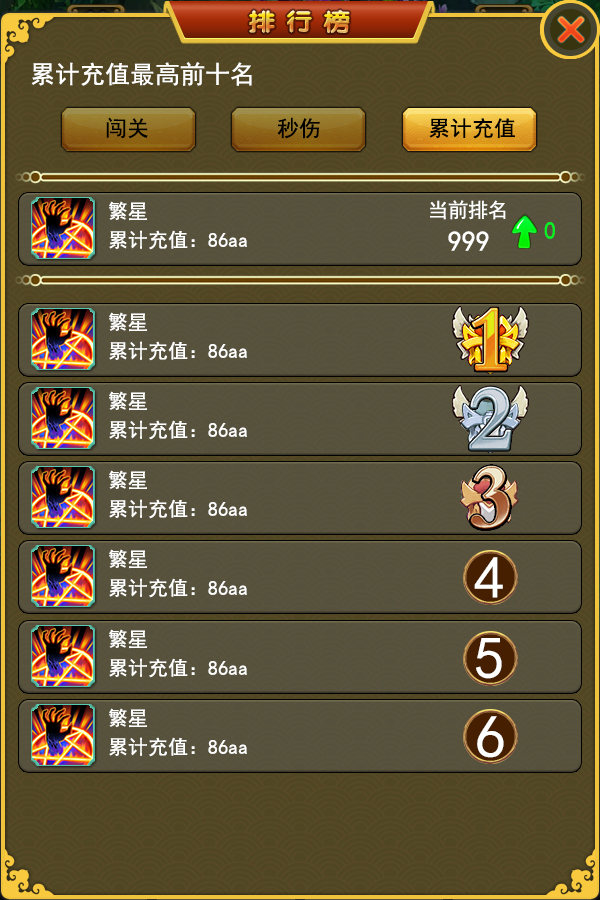 排行榜
累计充值最高前十名
闯关 秒伤 累计充值
繁星
累计充值：86aa
当前排名
999 0
繁星
累计充值：86aa
1
繁星
累计充值：86aa
2
繁星
累计充值：86aa
3
繁星
累计充值：86aa
4
繁星
累计充值：86aa
5
繁星
累计充值：86aa
6